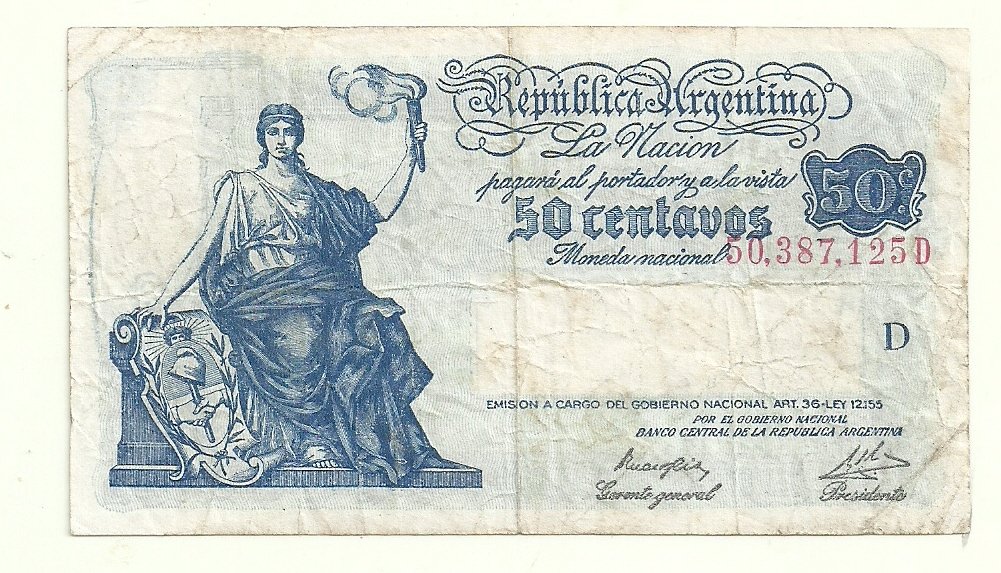 República Argentina
La Nacion
pagará al portador y a la vista
50 centavos
50 c.
Moneda nacional
50,387,125D
D
EMISION A CARGO DEL GOBIERNO NACIONAL ART. 36-LEY 12.155
POR EL GOBIERNO NACIONAL
BANCO CENTRAL DE LA REPUBLICA ARGENTINA
Gerente general
Presidente